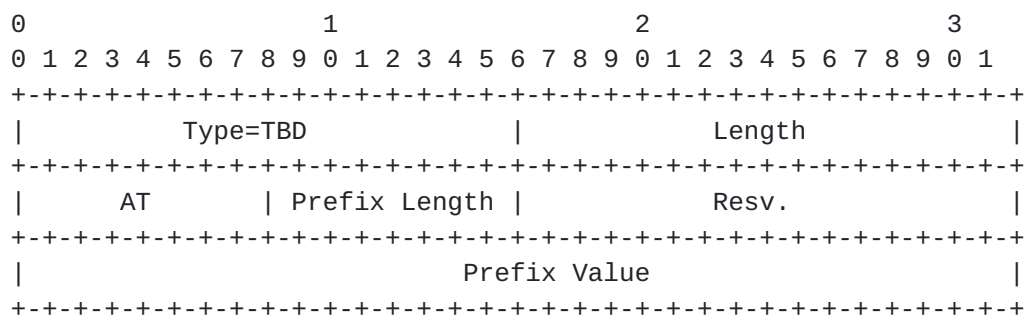 0                   1                   2                   3
0 1 2 3 4 5 6 7 8 9 0 1 2 3 4 5 6 7 8 9 0 1 2 3 4 5 6 7 8 9 0 1
+-+-+-+-+-+-+-+-+-+-+-+-+-+-+-+-+-+-+-+-+-+-+-+-+-+-+-+-+-+-+-+-+
|          Type=TBD             |            Length             |
+-+-+-+-+-+-+-+-+-+-+-+-+-+-+-+-+-+-+-+-+-+-+-+-+-+-+-+-+-+-+-+-+
|      AT       | Prefix Length |            Resv.              |
+-+-+-+-+-+-+-+-+-+-+-+-+-+-+-+-+-+-+-+-+-+-+-+-+-+-+-+-+-+-+-+-+
|                            Prefix Value                       |
+-+-+-+-+-+-+-+-+-+-+-+-+-+-+-+-+-+-+-+-+-+-+-+-+-+-+-+-+-+-+-+-+